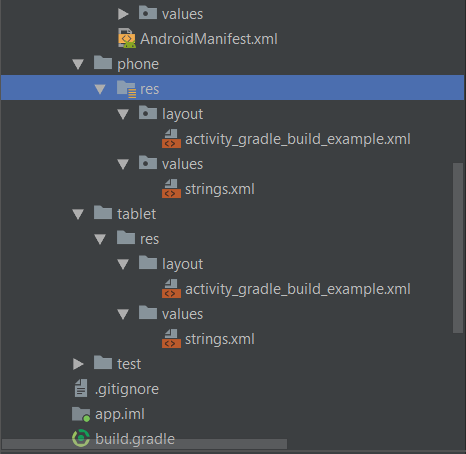 values
AndroidManifest.xml
phone
res
layout
activity_gradle_build_example.xml
values
strings.xml
tablet
res
layout
activity_gradle_build_example.xml
values
strings.xml
test
.gitignore
app.iml
build.gradle